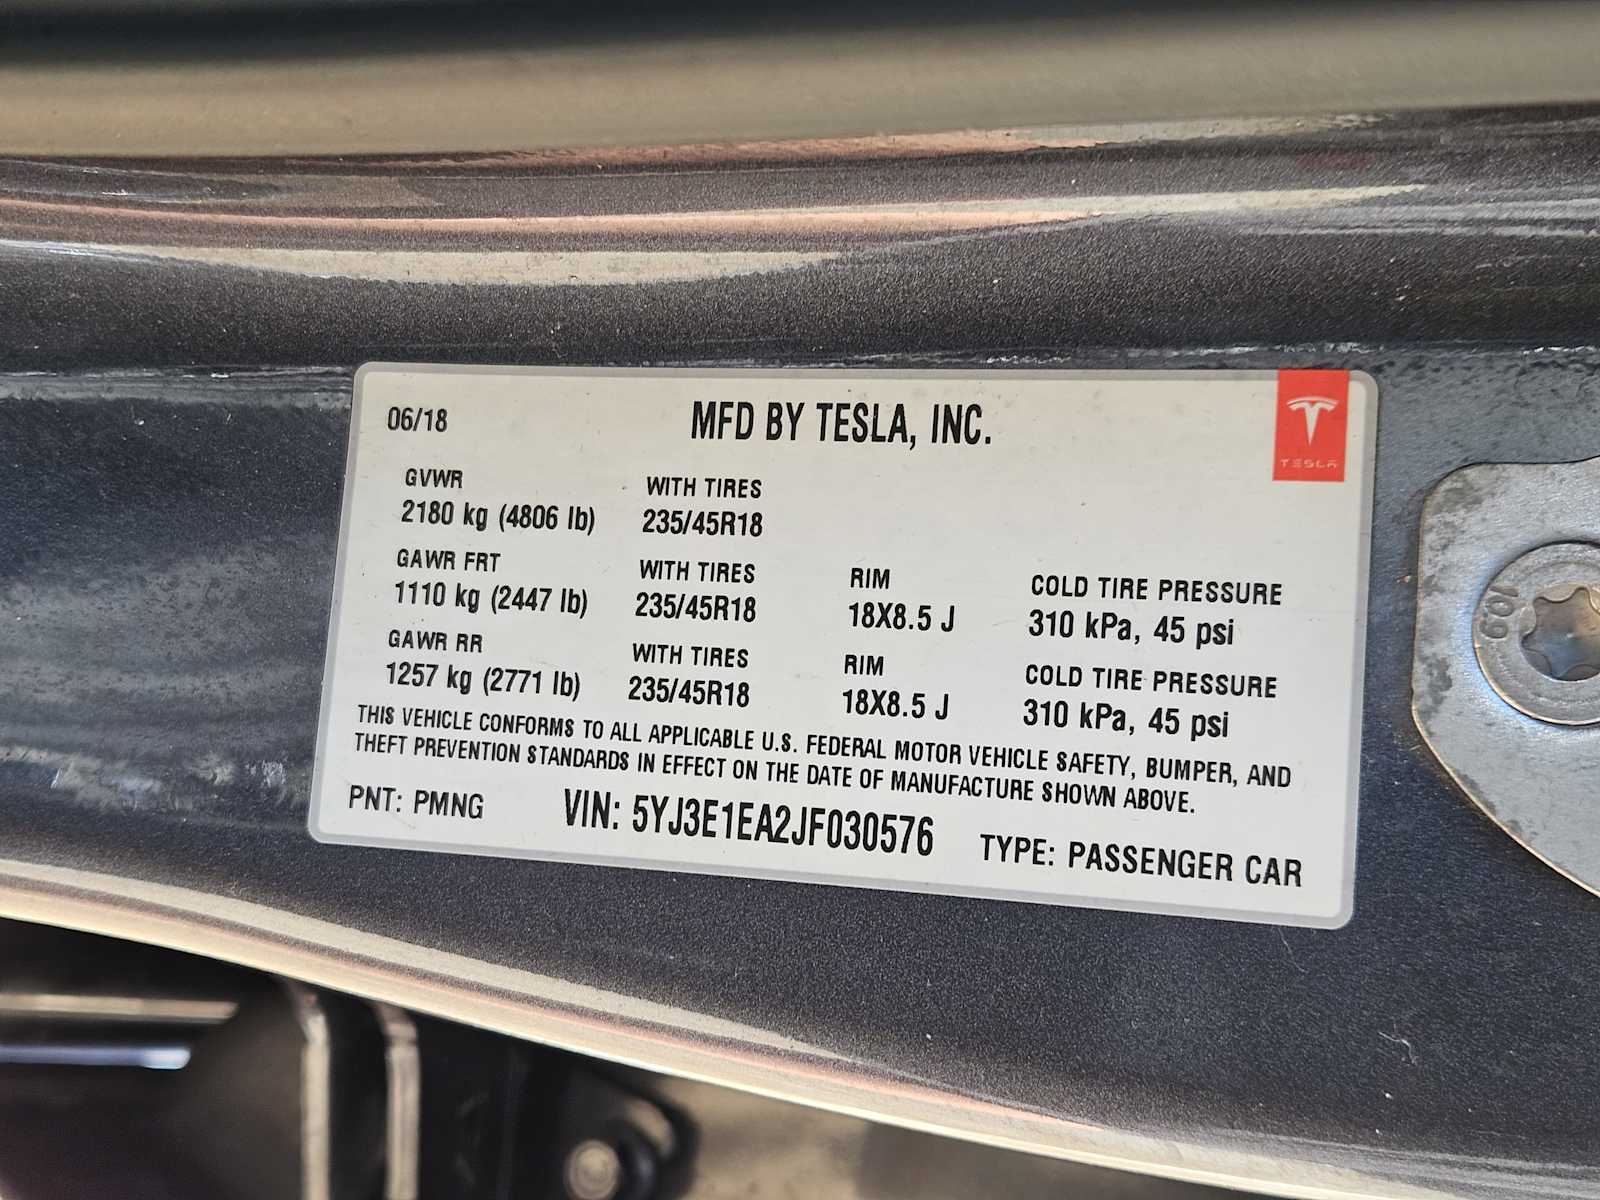 06/18
MFD BY TESLA, INC.
TESLA
GVWR
2180 kg (4806 lb)
WITH TIRES
235/45R18
GAWR FRT
1110 kg (2447 lb)
WITH TIRES
235/45R18
RIM
18X8.5 J
COLD TIRE PRESSURE
310 kPa, 45 psi
GAWR RR
1257 kg (2771 lb)
WITH TIRES
235/45R18
RIM
18X8.5 J
COLD TIRE PRESSURE
310 kPa, 45 psi
THIS VEHICLE CONFORMS TO ALL APPLICABLE U.S. FEDERAL MOTOR VEHICLE SAFETY, BUMPER, AND
THEFT PREVENTION STANDARDS IN EFFECT ON THE DATE OF MANUFACTURE SHOWN ABOVE.
PNT: PMNG
VIN: 5YJ3E1EA2JF030576
TYPE: PASSENGER CAR
109